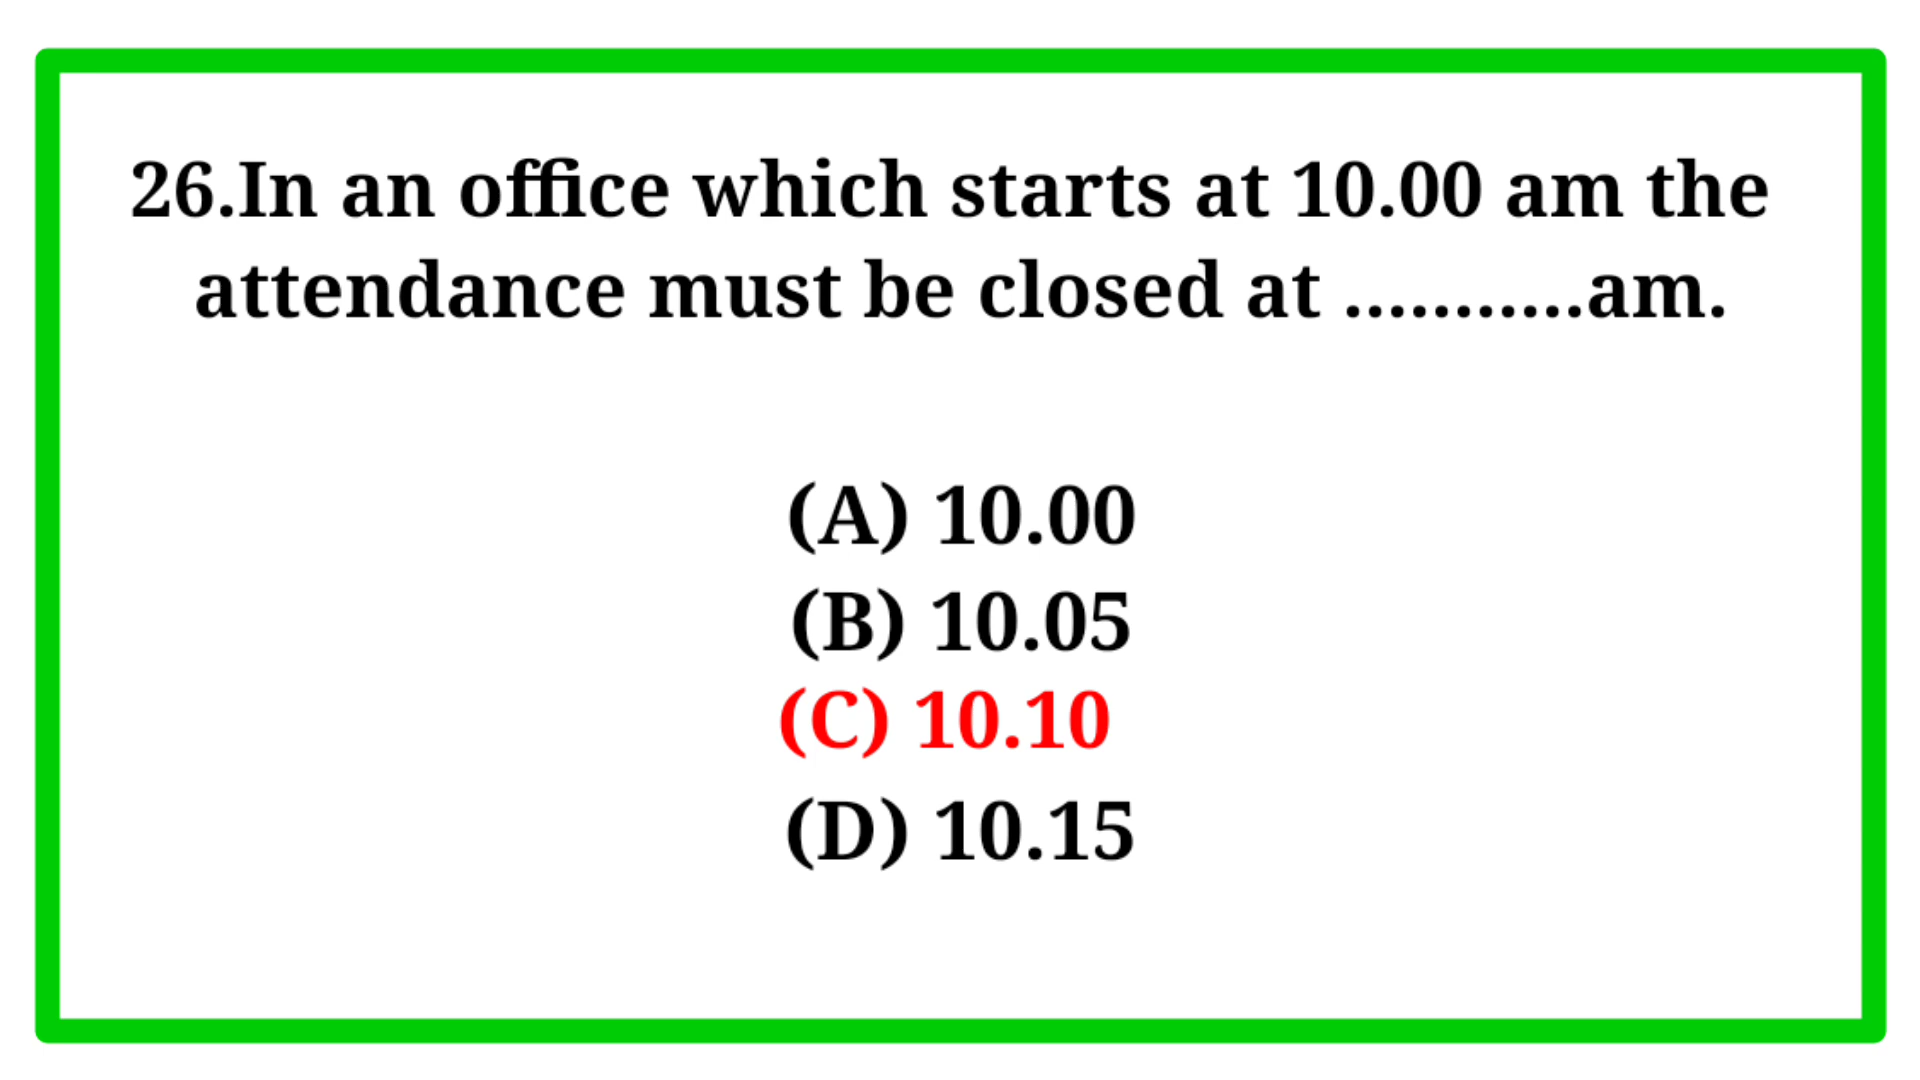 26.In an office which starts at 10.00 am the
attendance must be closed at ...........am.
(A) 10.00
(B) 10.05
(C) 10.10
(D) 10.15